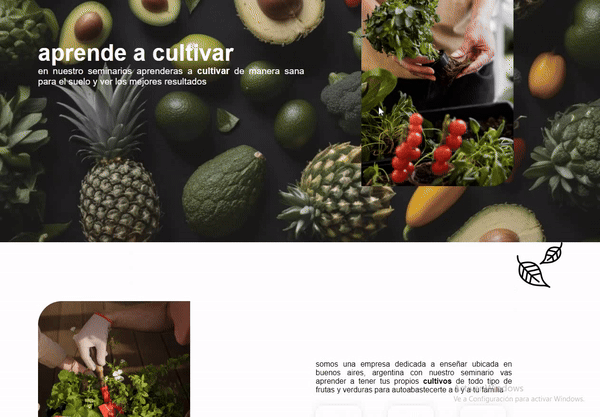 aprende a cultivar
en nuestro seminarios aprenderas a cultivar de manera sana
para el suelo y ver los mejores resultados
somos una empresa dedicada a enseñar ubicada en
buenos aires, argentina con nuestro seminario vas
aprender a tener tus propios cultivos de todo tipo de
frutas y verduras para autoabastecerte a ti y a tu familia
Ve a Configuración para activar Windows.